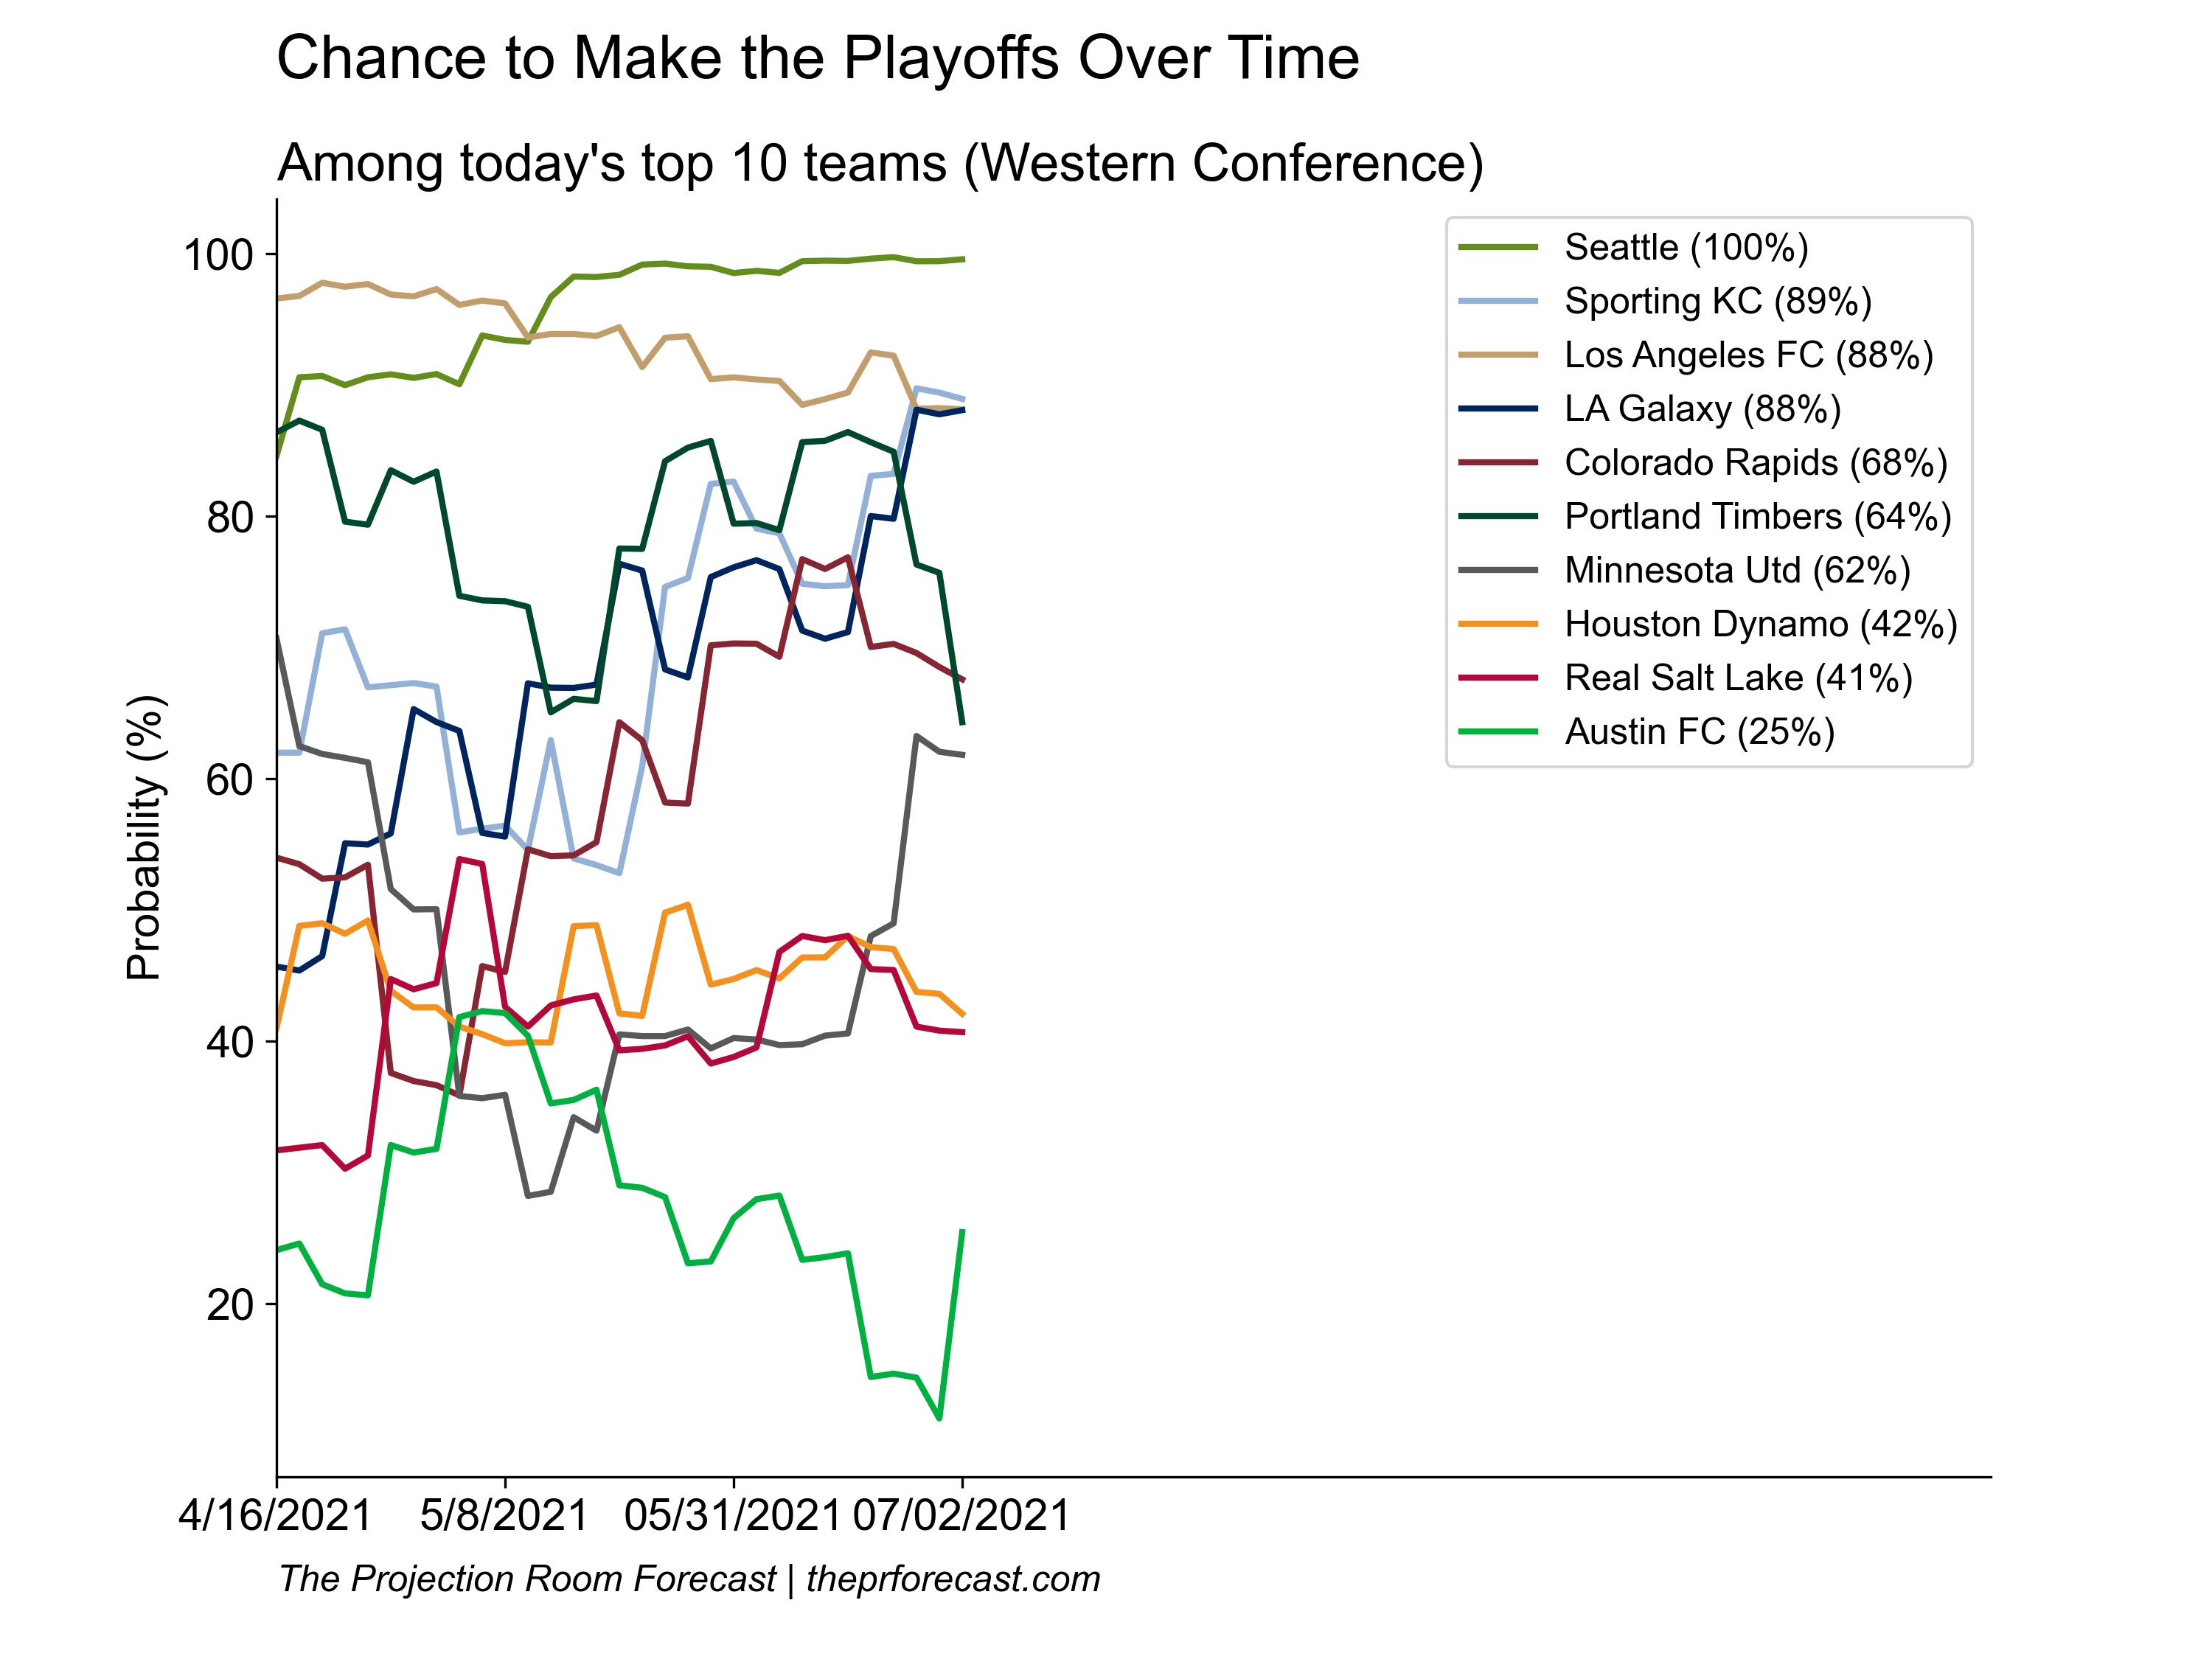 Chance to Make the Playoffs Over Time
Among today's top 10 teams (Western Conference)
Probability (%)
100
80
60
40
20
4/16/2021
5/8/2021
05/31/2021
07/02/2021
Seattle (100%)
Sporting KC (89%)
Los Angeles FC (88%)
LA Galaxy (88%)
Colorado Rapids (68%)
Portland Timbers (64%)
Minnesota Utd (62%)
Houston Dynamo (42%)
Real Salt Lake (41%)
Austin FC (25%)
The Projection Room Forecast | theprforecast.com